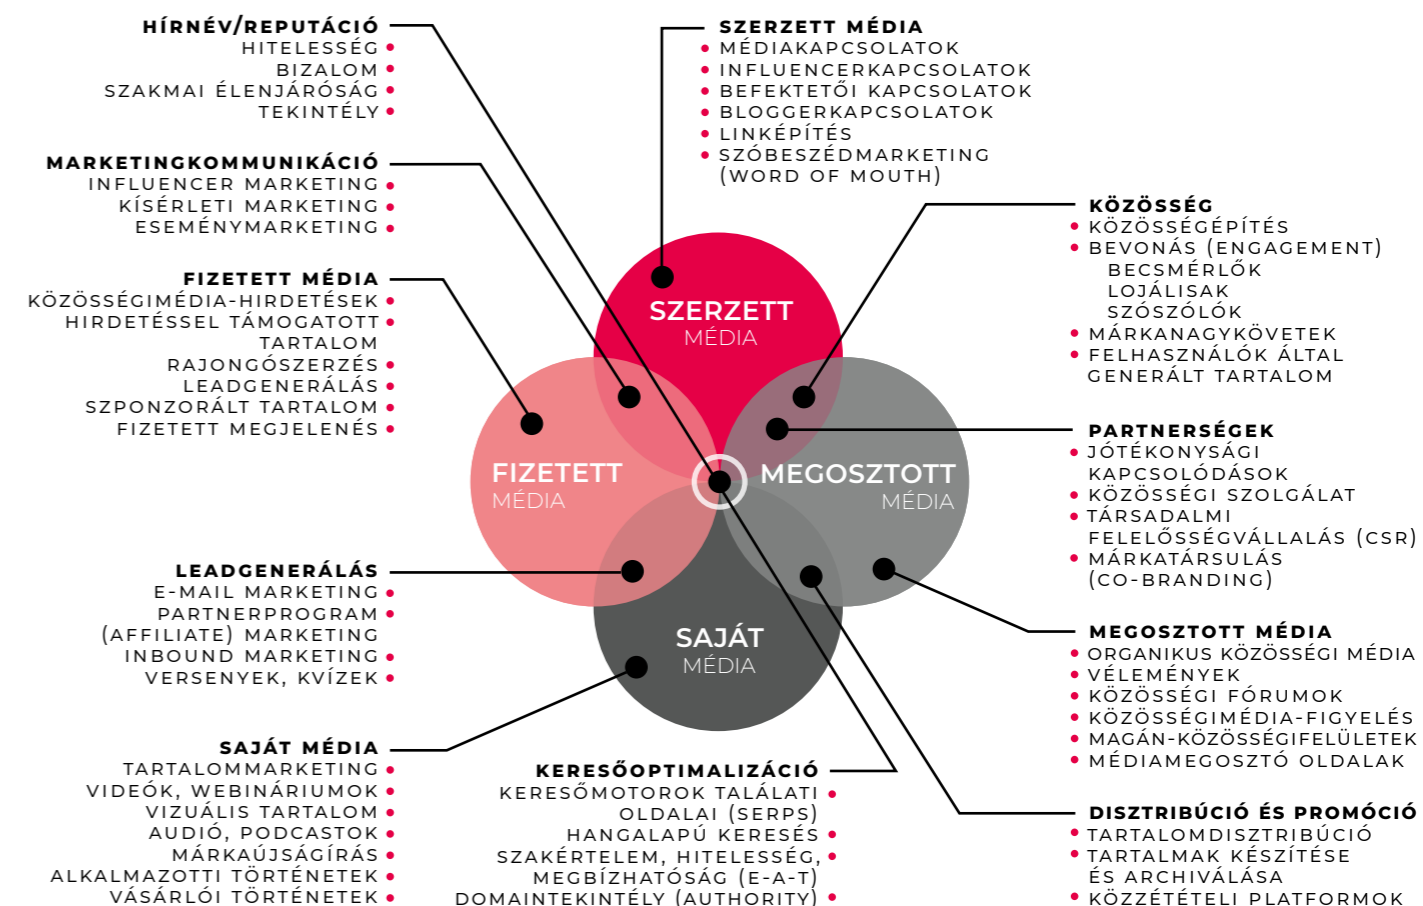 HÍRNÉV/REPUTÁCIÓ
HITELESSÉG
BIZALOM
SZAKMAI ÉLENJÁRÓSÁG
TEKINTÉLY
MARKETINGKOMMUNIKÁCIÓ
INFLUENCER MARKETING
KÍSÉRLETI MARKETING
ESEMÉNYMARKETING
FIZETETT MÉDIA
KÖZÖSSÉGIMÉDIA-HIRDETÉSEK
HIRDETÉSSEL TÁMOGATOTT
TARTALOM
RAJONGÓSZERZÉS
LEADGENERÁLÁS
SZPONZORÁLT TARTALOM
FIZETETT MEGJELENÉS
LEADGENERÁLÁS
E-MAIL MARKETING
PARTNERPROGRAM
(AFFILIATE) MARKETING
INBOUND MARKETING
VERSENYEK, KVÍZEK
SAJÁT MÉDIA
TARTALOMMARKETING
VIDEÓK, WEBINÁRIUMOK
VIZUÁLIS TARTALOM
AUDIÓ, PODCASTOK
MÁRKAÚJSÁGÍRÁS
ALKALMAZOTTI TÖRTÉNETEK
VÁSÁRLÓI TÖRTÉNETEK
SZERZETT
MÉDIA
FIZETETT
MÉDIA
MEGOSZTOTT
MÉDIA
SAJÁT
MÉDIA
KERESŐOPTIMALIZÁCIÓ
KERESŐMOTOROK TALÁLATI
OLDALAI (SERPS)
HANGALAPÚ KERESÉS
SZAKÉRTELEM, HITELESSÉG,
MEGBÍZHATÓSÁG (E-A-T)
DOMAINTEKINTÉLY (AUTHORITY)
SZERZETT MÉDIA
MÉDIAKAPCSOLATOK
INFLUENCERKAPCSOLATOK
BEFEKTETŐI KAPCSOLATOK
BLOGGERKAPCSOLATOK
LINKÉPÍTÉS
SZÓBESZÉDMARKETING
(WORD OF MOUTH)
KÖZÖSSÉG
KÖZÖSSÉGÉPÍTÉS
BEVONÁS (ENGAGEMENT)
BECSMÉRLŐK
LOJÁLISAK
SZÓSZÓLÓK
MÁRKANAGYKÖVETEK
FELHASZNÁLÓK ÁLTAL
GENERÁLT TARTALOM
PARTNERSÉGEK
JÓTÉKONYSÁGI
KAPCSOLÓDÁSOK
KÖZÖSSÉGI SZOLGÁLAT
TÁRSADALMI
FELELŐSSÉGVÁLLALÁS (CSR)
MÁRKATÁRSULÁS
(CO-BRANDING)
MEGOSZTOTT MÉDIA
ORGANIKUS KÖZÖSSÉGI MÉDIA
VÉLEMÉNYEK
KÖZÖSSÉGI FÓRUMOK
KÖZÖSSÉGIMÉDIA-FIGYELÉS
MAGÁN-KÖZÖSSÉGIFELÜLETEK
MÉDIAMEGOSZTÓ OLDALAK
DISZTRIBÚCIÓ ÉS PROMÓCIÓ
TARTALOMDISZTRIBÚCIÓ
TARTALMAK KÉSZÍTÉSE
ÉS ARCHIVÁLÁSA
KÖZZÉTÉTELI PLATFORMOK